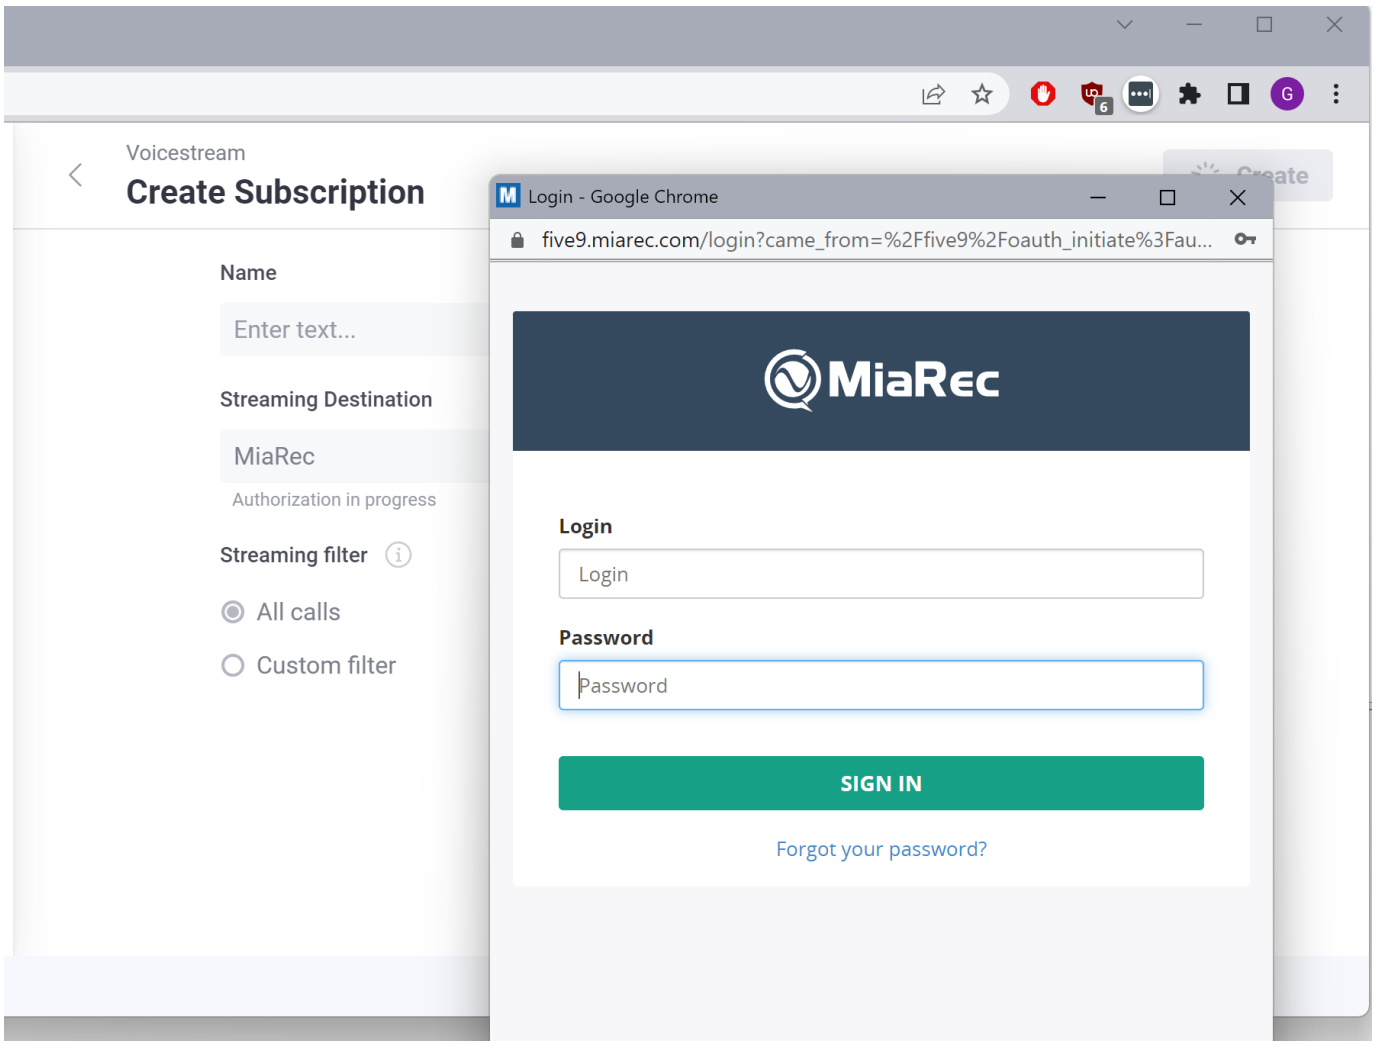 6
G
Voicestream
Create Subscription
Create
M Login - Google Chrome
five9.miarec.com/login?came_from=%2Ffive9%2Foauth_initiate%3Fau...
Name
Enter text...
MiaRec
Streaming Destination
MiaRec
Authorization in progress
Login
Streaming filter
Login
All calls
Password
Custom filter
Password
SIGN IN
Forgot your password?